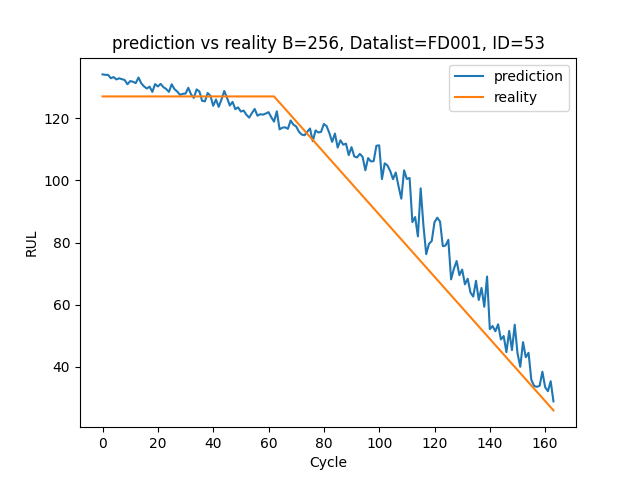 prediction vs reality B=256, Datalist=FD001, ID=53
prediction
reality
RUL
120
100
80
60
40
0 20 40 60 80 100 120 140 160
Cycle